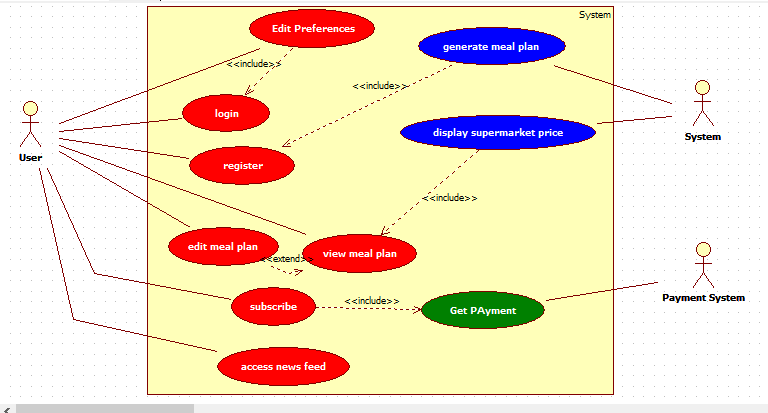 System
Edit Preferences
generate meal plan
<<include>>
<<include>>
login
display supermarket price
System
User
register
<<include>>
edit meal plan
view meal plan
<<extend>>
Payment System
subscribe
<<include>>
Get PAyment
access news feed